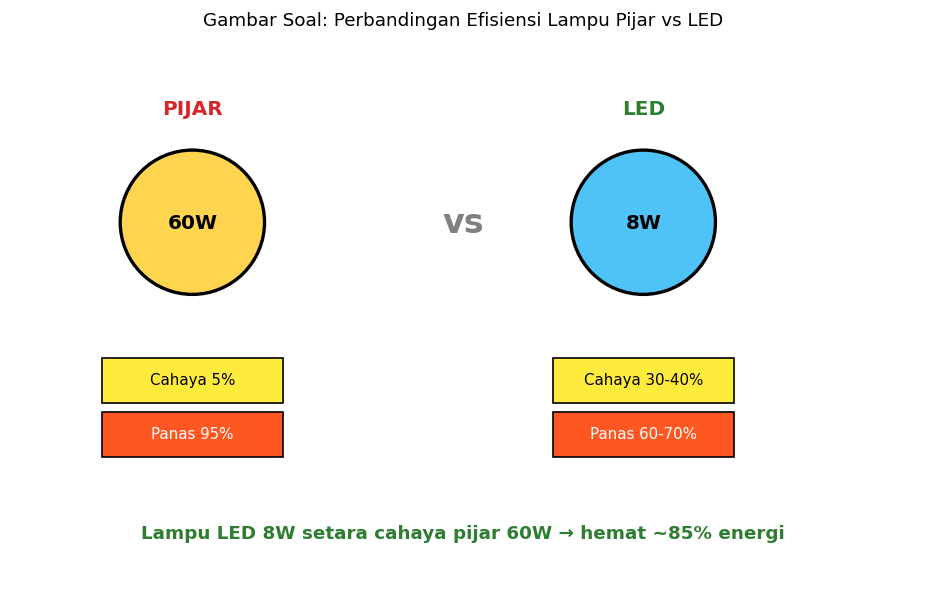 Gambar Soal: Perbandingan Efisiensi Lampu Pijar vs LED
PIJAR
LED
60W
vs
8W
Cahaya 5%
Cahaya 30-40%
Panas 95%
Panas 60-70%
Lampu LED 8W setara cahaya pijar 60W → hemat ~85% energi